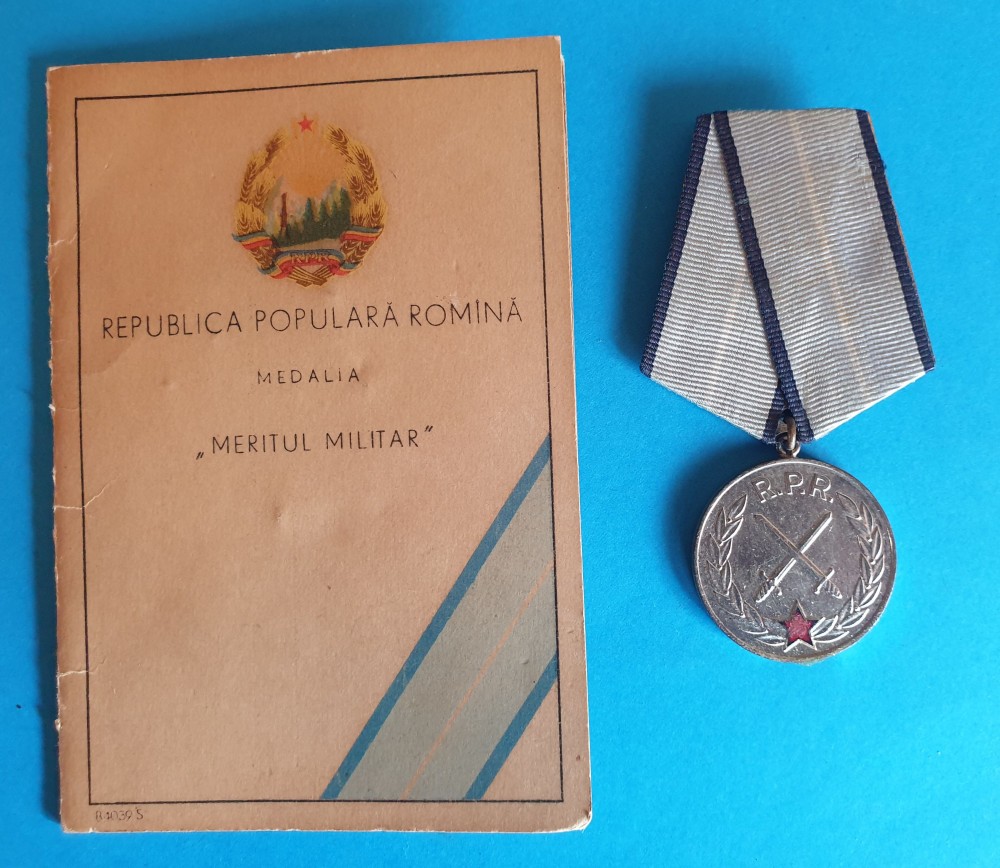 REPUBLICA POPULARĂ ROMÎNĂ
MEDALIA
„MERITUL MILITAR”
R.P.R.